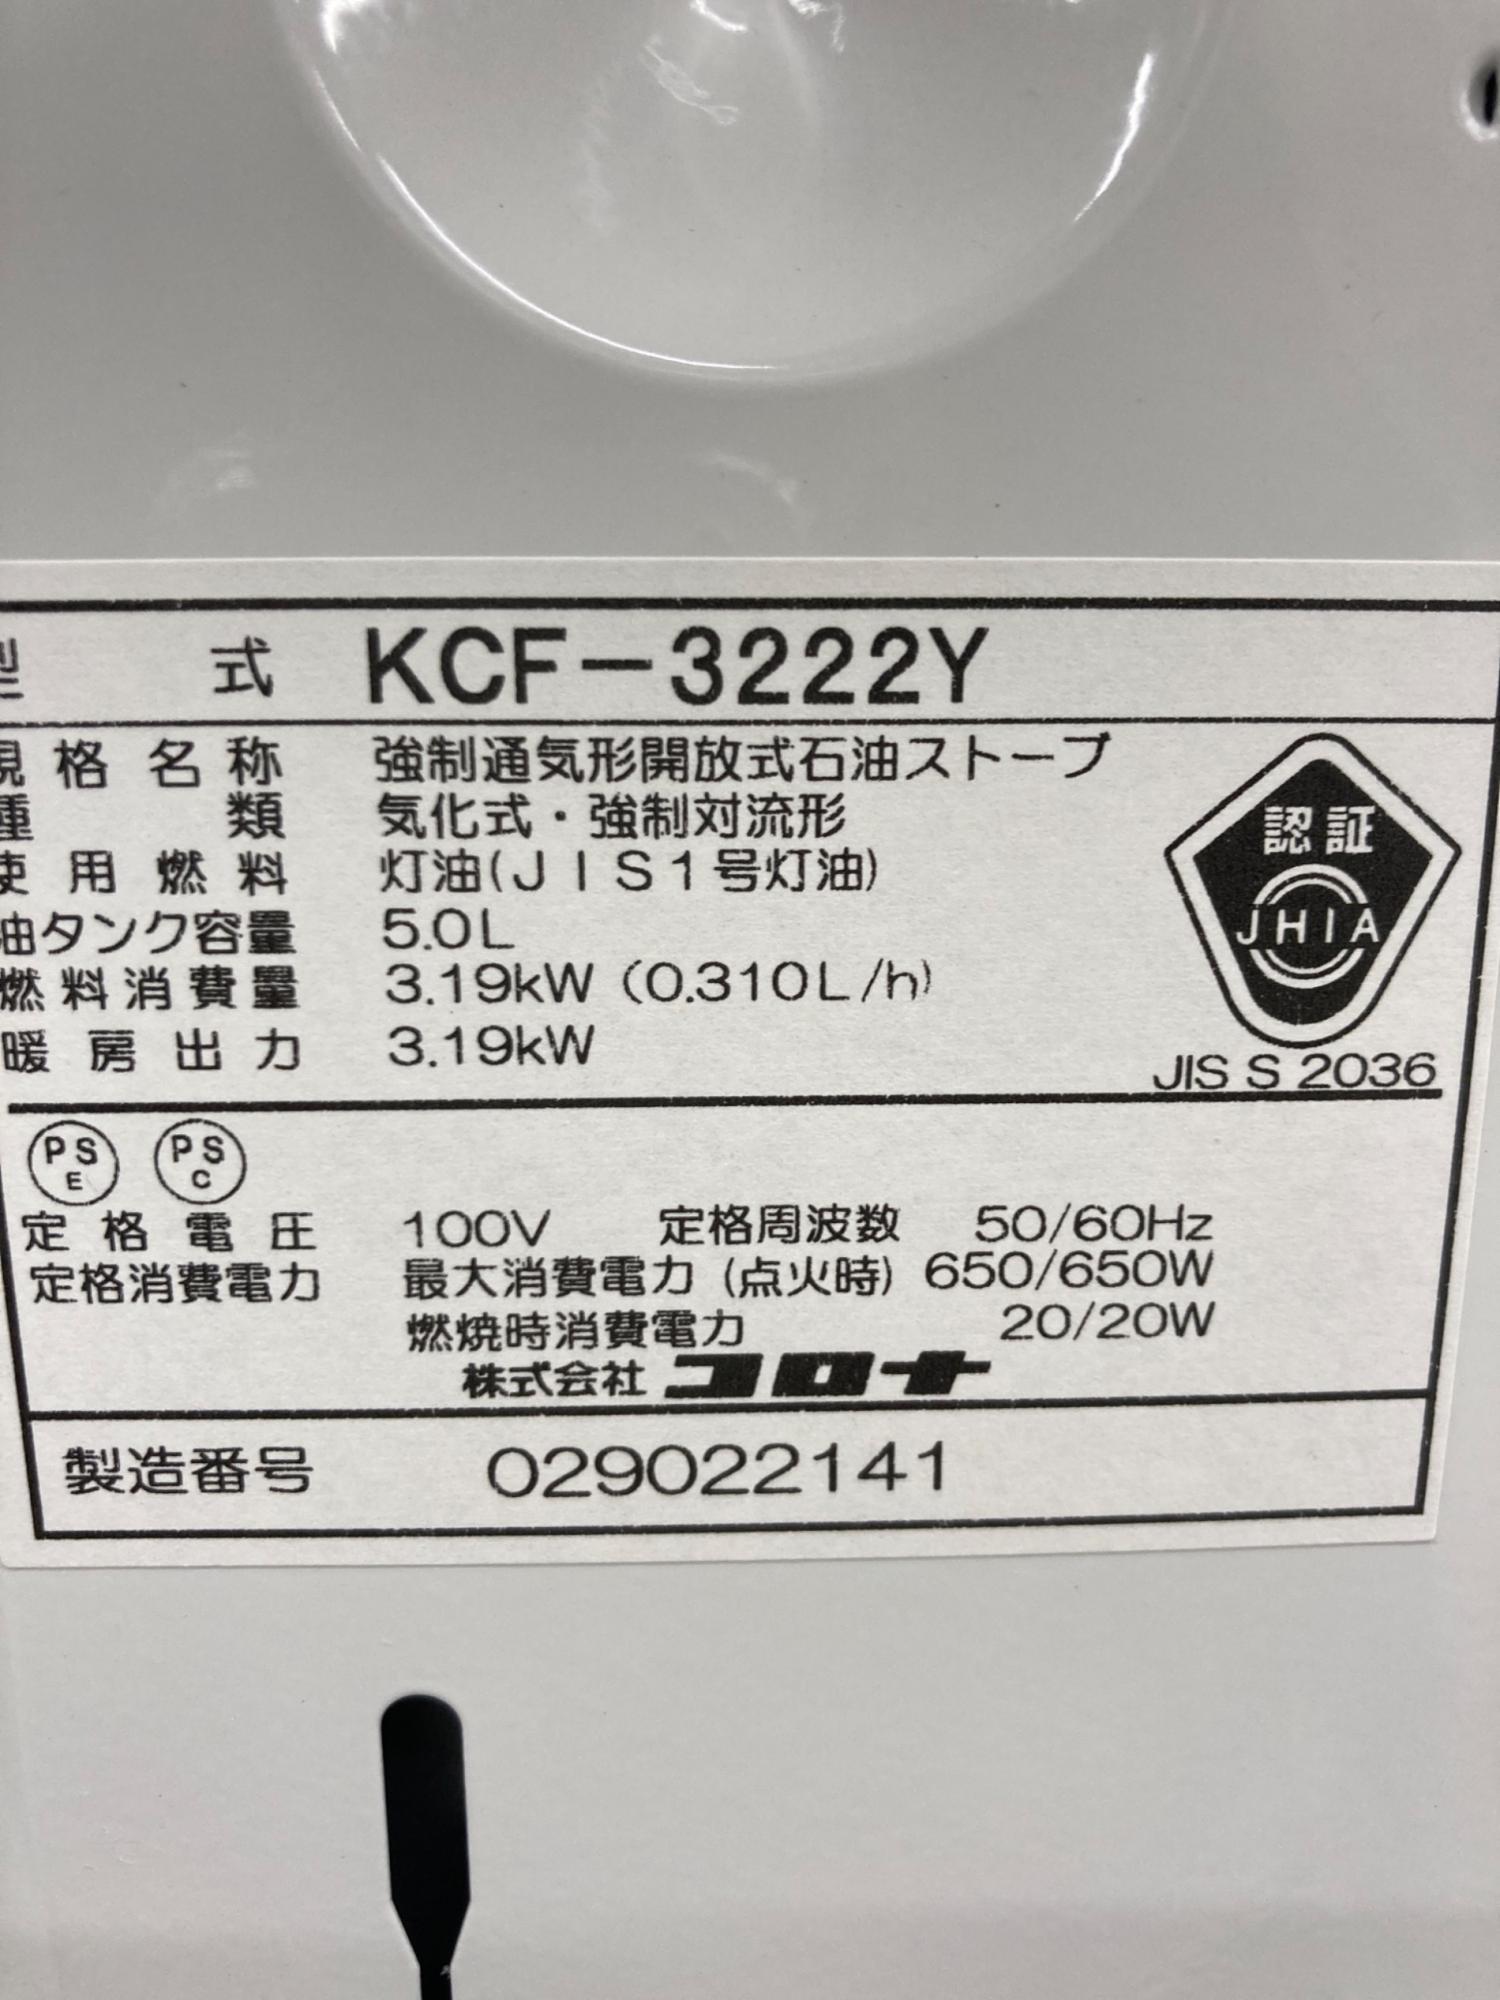 型式 KCF-3222Y
規格名称 強制通気形開放式石油ストーブ
種類 気化式・強制対流形
使用燃料 灯油(JIS1号灯油)
油タンク容量 5.0L
燃料消費量 3.19kW (0.310L/h)
暖房出力 3.19kW
認証
JHIA
JIS S 2036
PS E PS C
定格電圧 100V 定格周波数 50/60Hz
定格消費電力 最大消費電力(点火時) 650/650W
燃焼時消費電力 20/20W
株式会社 コロナ
製造番号 029022141